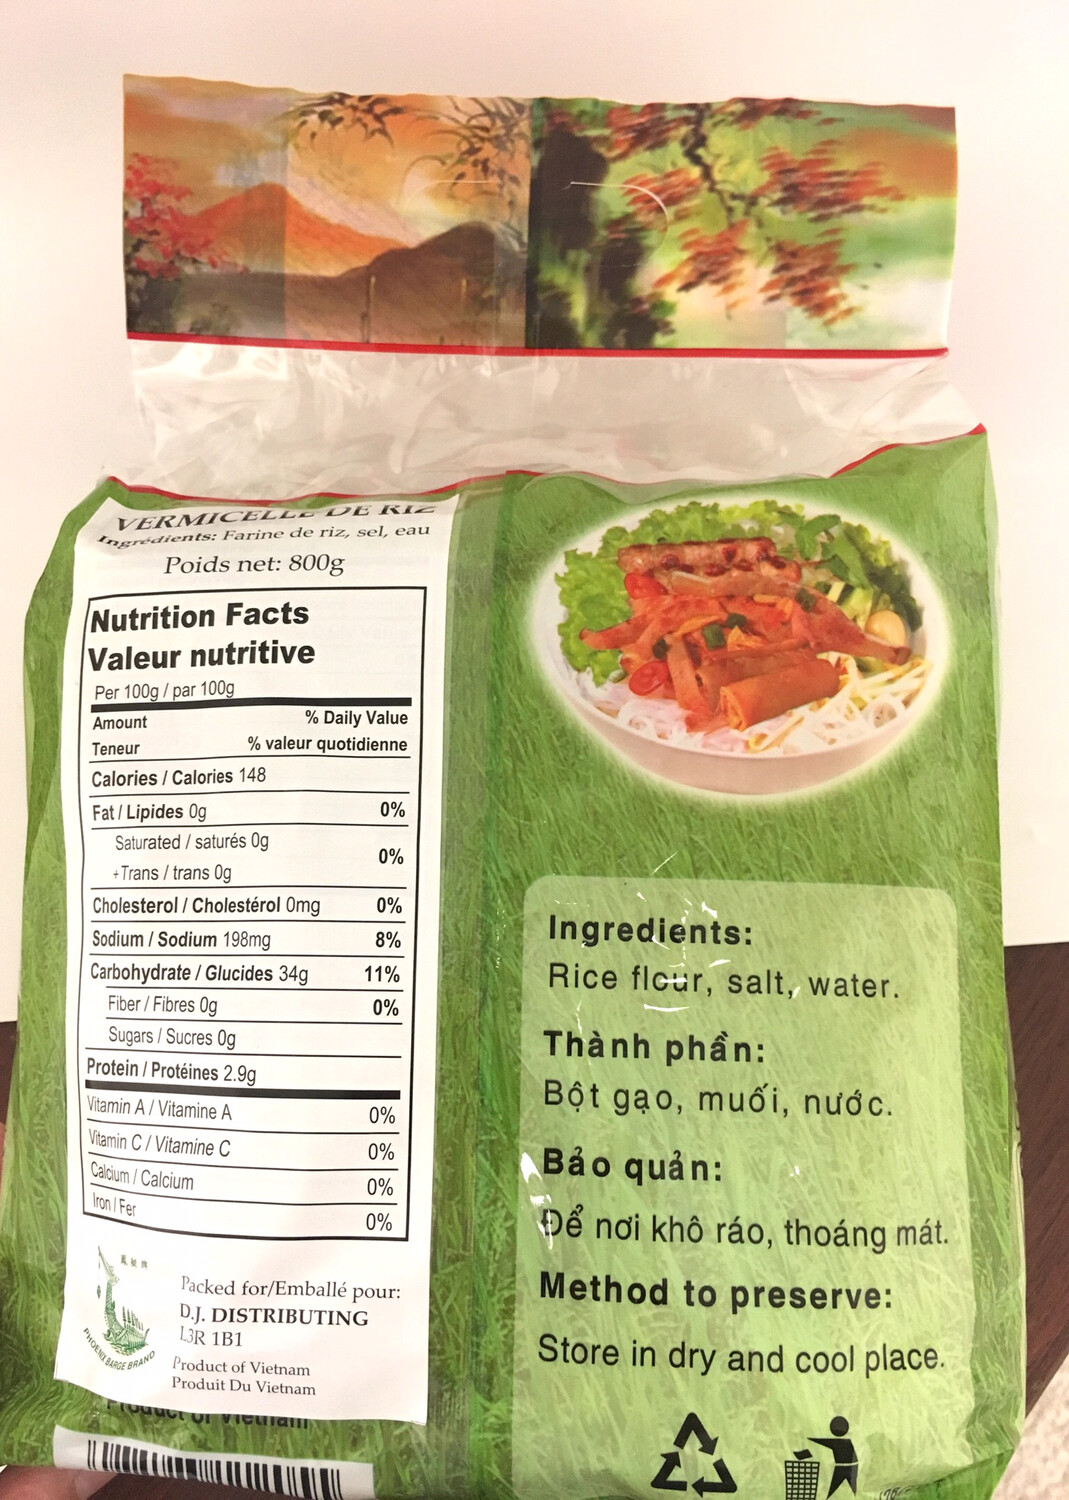 VERMICELLE DE RIZ
Ingrédients: Farine de riz, sel, eau
Poids net: 800g
Nutrition Facts
Valeur nutritive
Per 100g / par 100g
Amount % Daily Value
Teneur % valeur quotidienne
Calories / Calories 148
Fat / Lipides 0g 0%
Saturated / saturés 0g
+Trans / trans 0g 0%
Cholesterol / Cholestérol 0mg 0%
Sodium / Sodium 198mg 8%
Carbohydrate / Glucides 34g 11%
Fiber / Fibres 0g 0%
Sugars / Sucres 0g
Protein / Protéines 2.9g
Vitamin A / Vitamine A 0%
Vitamin C / Vitamine C 0%
Calcium / Calcium 0%
Iron / Fer 0%
PHOENIX BARGE BRAND
Packed for/Emballé pour:
D.J. DISTRIBUTING
L3R 1B1
Product of Vietnam
Produit Du Vietnam
Product of Vietnam
Ingredients:
Rice flour, salt, water.
Thành phần:
Bột gạo, muối, nước.
Bảo quản:
Để nơi khô ráo, thoáng mát.
Method to preserve:
Store in dry and cool place.